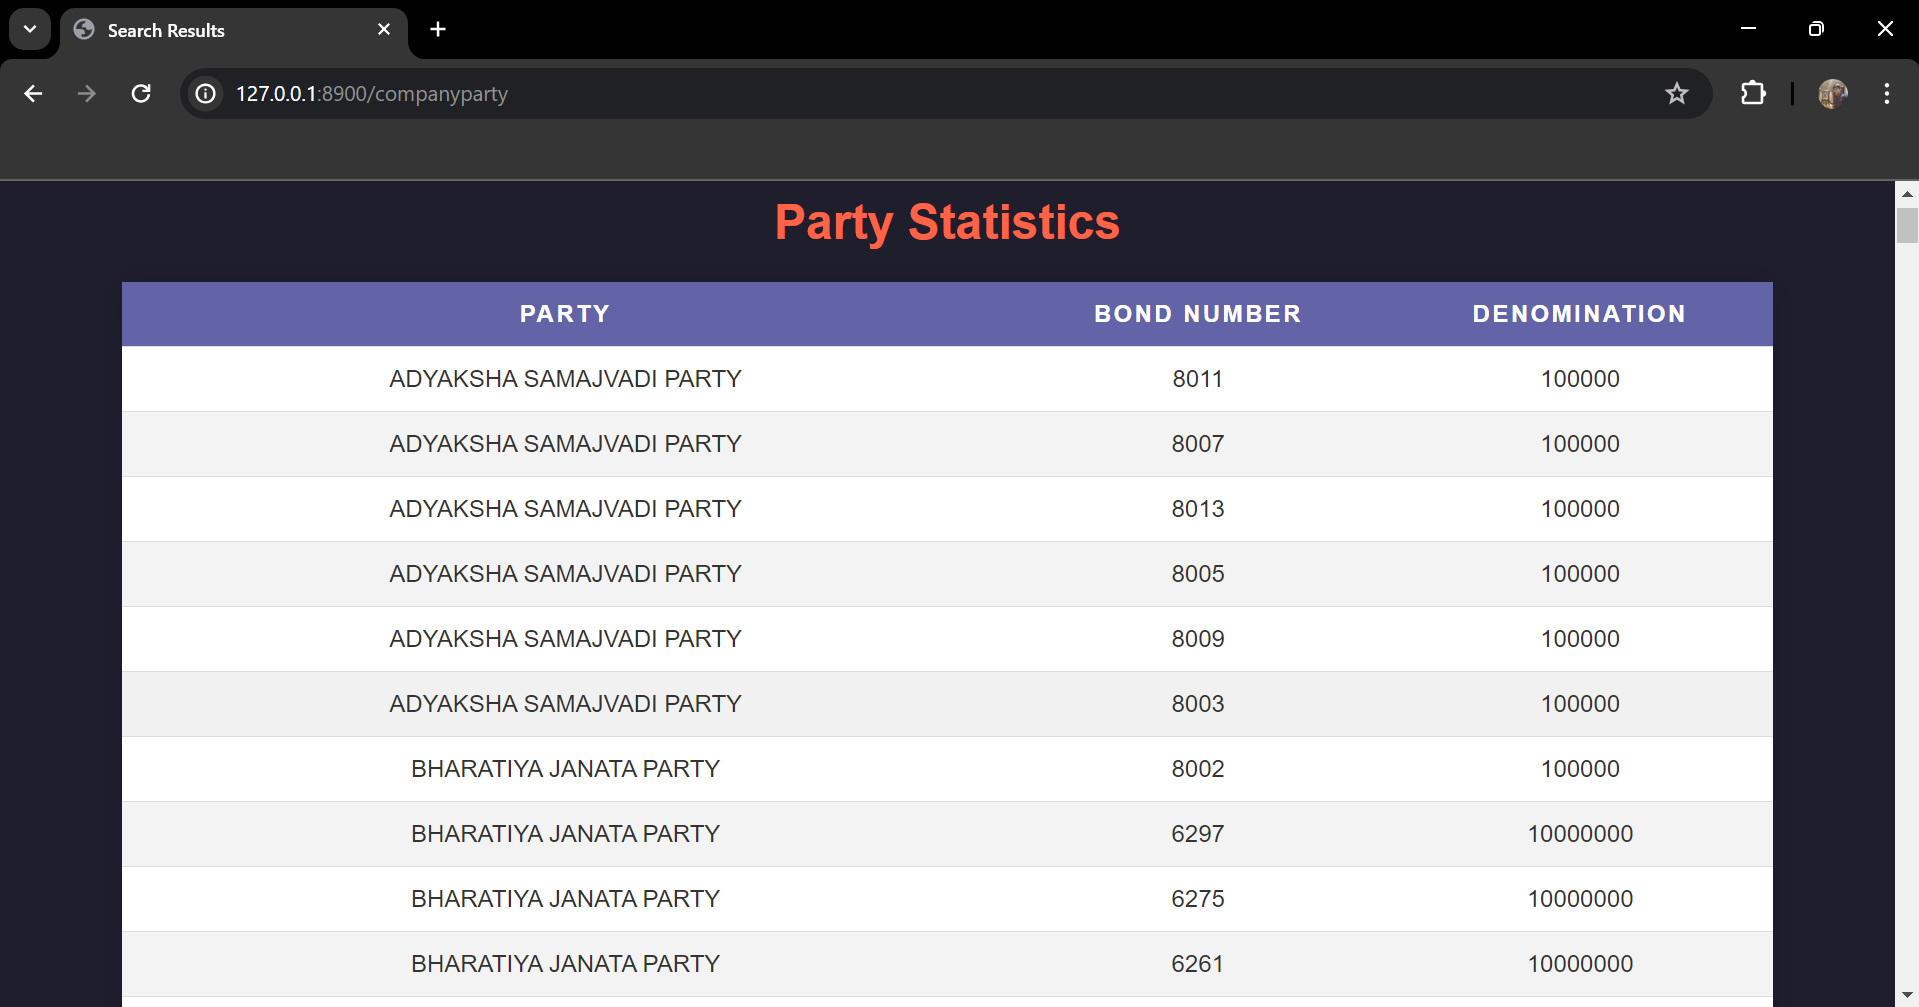 Search Results
127.0.0.1:8900/companyparty
Party Statistics
PARTY BOND NUMBER DENOMINATION
ADYAKSHA SAMAJVADI PARTY 8011 100000
ADYAKSHA SAMAJVADI PARTY 8007 100000
ADYAKSHA SAMAJVADI PARTY 8013 100000
ADYAKSHA SAMAJVADI PARTY 8005 100000
ADYAKSHA SAMAJVADI PARTY 8009 100000
ADYAKSHA SAMAJVADI PARTY 8003 100000
BHARATIYA JANATA PARTY 8002 100000
BHARATIYA JANATA PARTY 6297 10000000
BHARATIYA JANATA PARTY 6275 10000000
BHARATIYA JANATA PARTY 6261 10000000